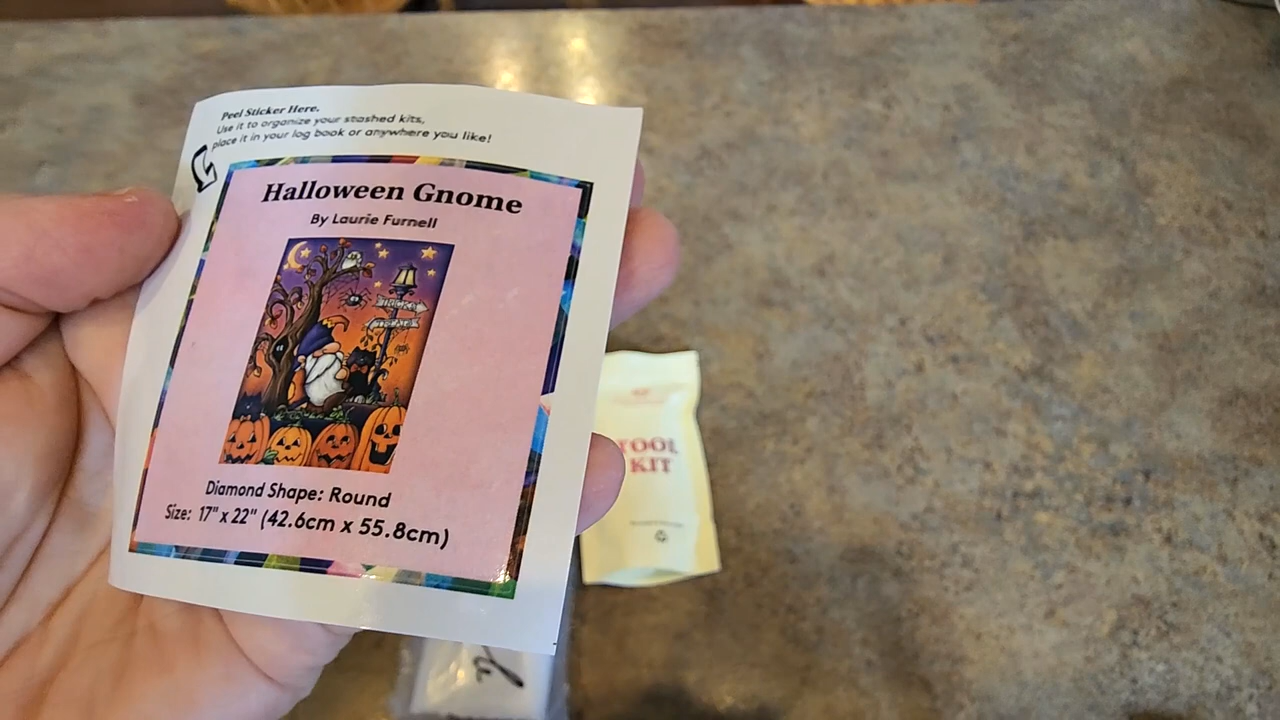 Peel Sticker Here.
Use it to organize your stashed kits,
place it in your log book or anywhere you like!
Halloween Gnome
By Laurie Furnell
Diamond Shape: Round
Size: 17" x 22" (42.6cm x 55.8cm)
TOOL
KIT